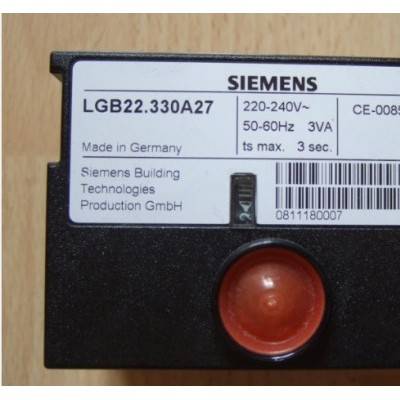 SIEMENS
LGB22.330A27
220-240V~
50-60Hz 3VA
ts max. 3 sec.
CE-0085
Made in Germany
Siemens Building
Technologies
Production GmbH
0811180007